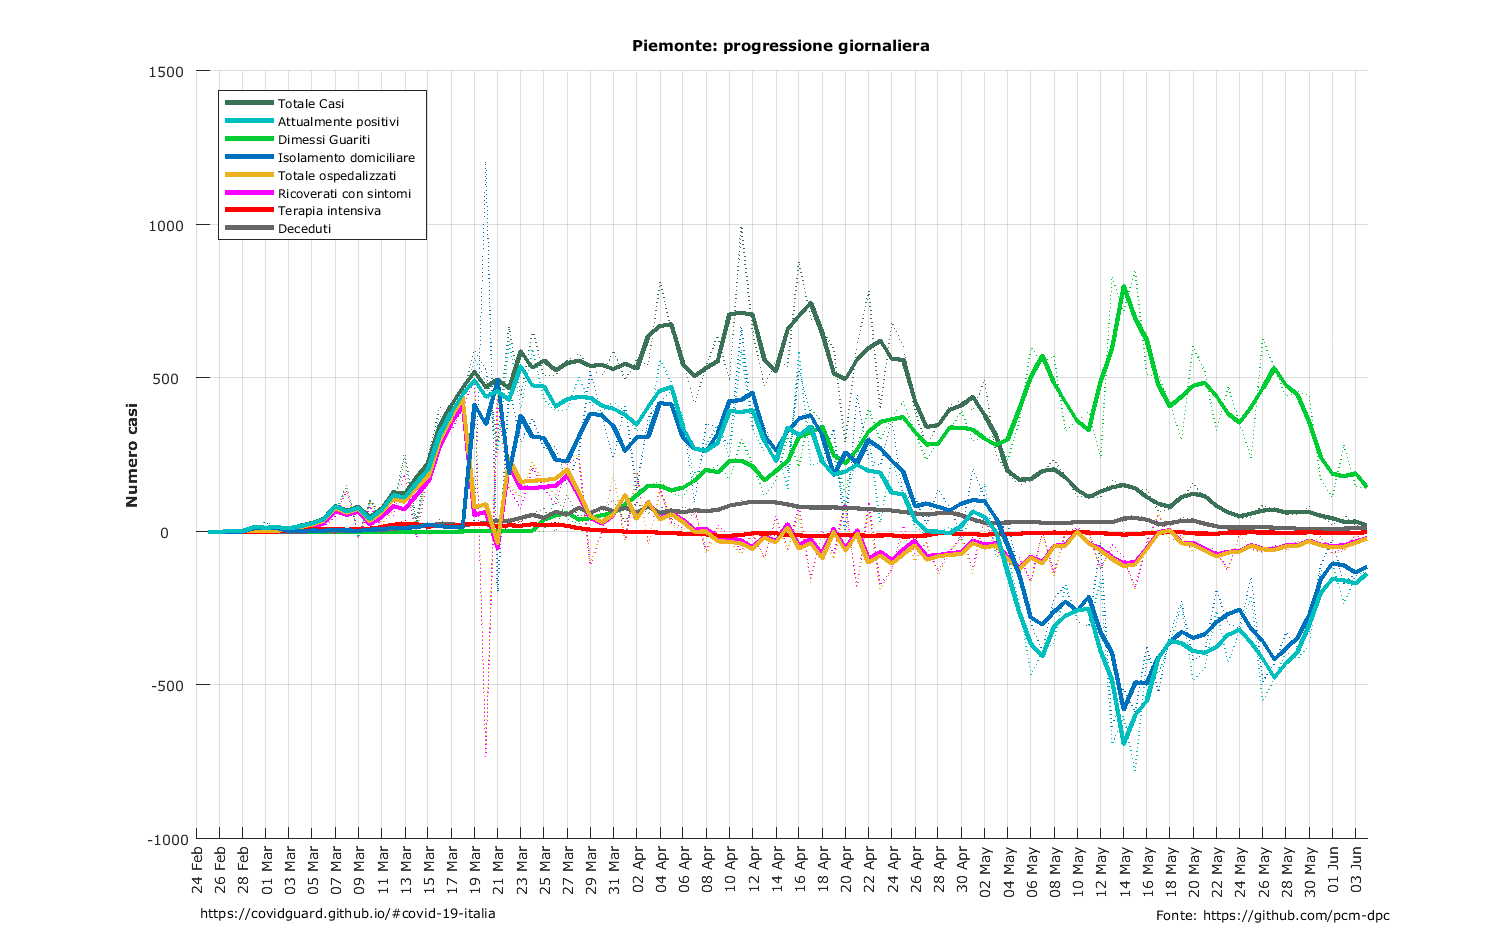 Piemonte: progressione giornaliera
1500
1000
500
0
-500
-1000
Numero casi
Totale Casi
Attualmente positivi
Dimessi Guariti
Isolamento domiciliare
Totale ospedalizzati
Ricoverati con sintomi
Terapia intensiva
Deceduti
24 Feb
26 Feb
28 Feb
01 Mar
03 Mar
05 Mar
07 Mar
09 Mar
11 Mar
13 Mar
15 Mar
17 Mar
19 Mar
21 Mar
23 Mar
25 Mar
27 Mar
29 Mar
31 Mar
02 Apr
04 Apr
06 Apr
08 Apr
10 Apr
12 Apr
14 Apr
16 Apr
18 Apr
20 Apr
22 Apr
24 Apr
26 Apr
28 Apr
30 Apr
02 May
04 May
06 May
08 May
10 May
12 May
14 May
16 May
18 May
20 May
22 May
24 May
26 May
28 May
30 May
01 Jun
03 Jun
https://covidguard.github.io/#covid-19-italia
Fonte: https://github.com/pcm-dpc